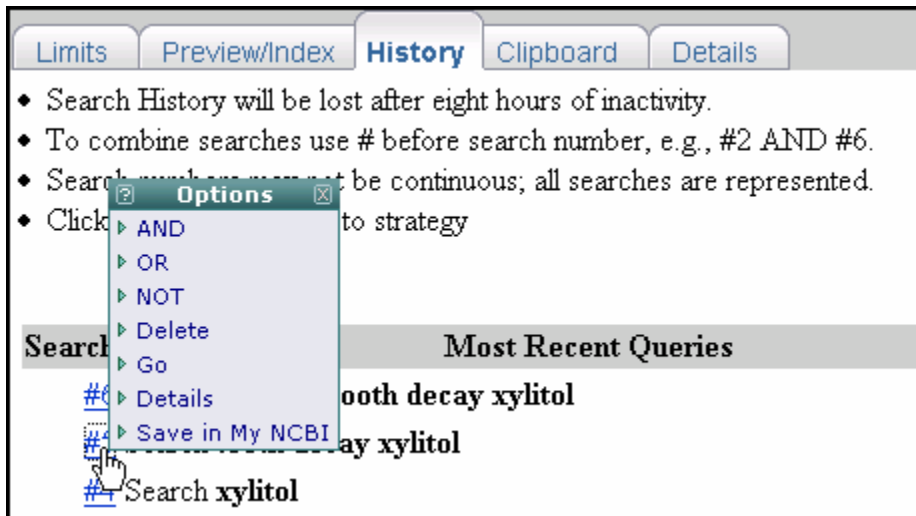 Limits Preview/Index History Clipboard Details
• Search History will be lost after eight hours of inactivity.
• To combine searches use # before search number, e.g., #2 AND #6.
• Search be continuous; all searches are represented.
• Click to strategy
? Options x
AND
OR
NOT
Delete
Go
Details
Save in My NCBI
Search Most Recent Queries
#6 tooth decay xylitol
decay xylitol
#4 Search xylitol